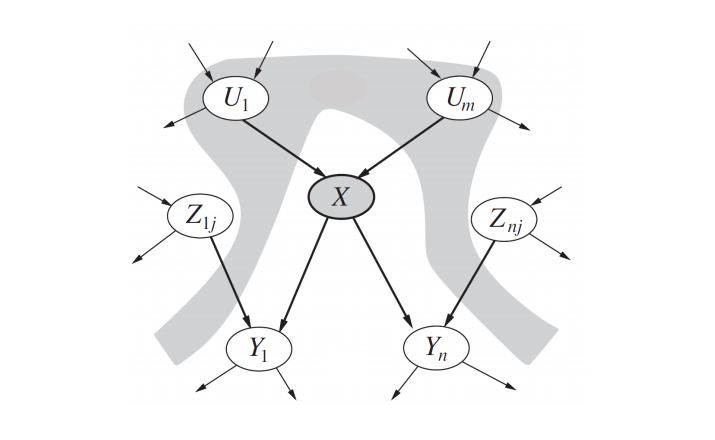 U1 Um
X
Z1j Znj
Y1 Yn